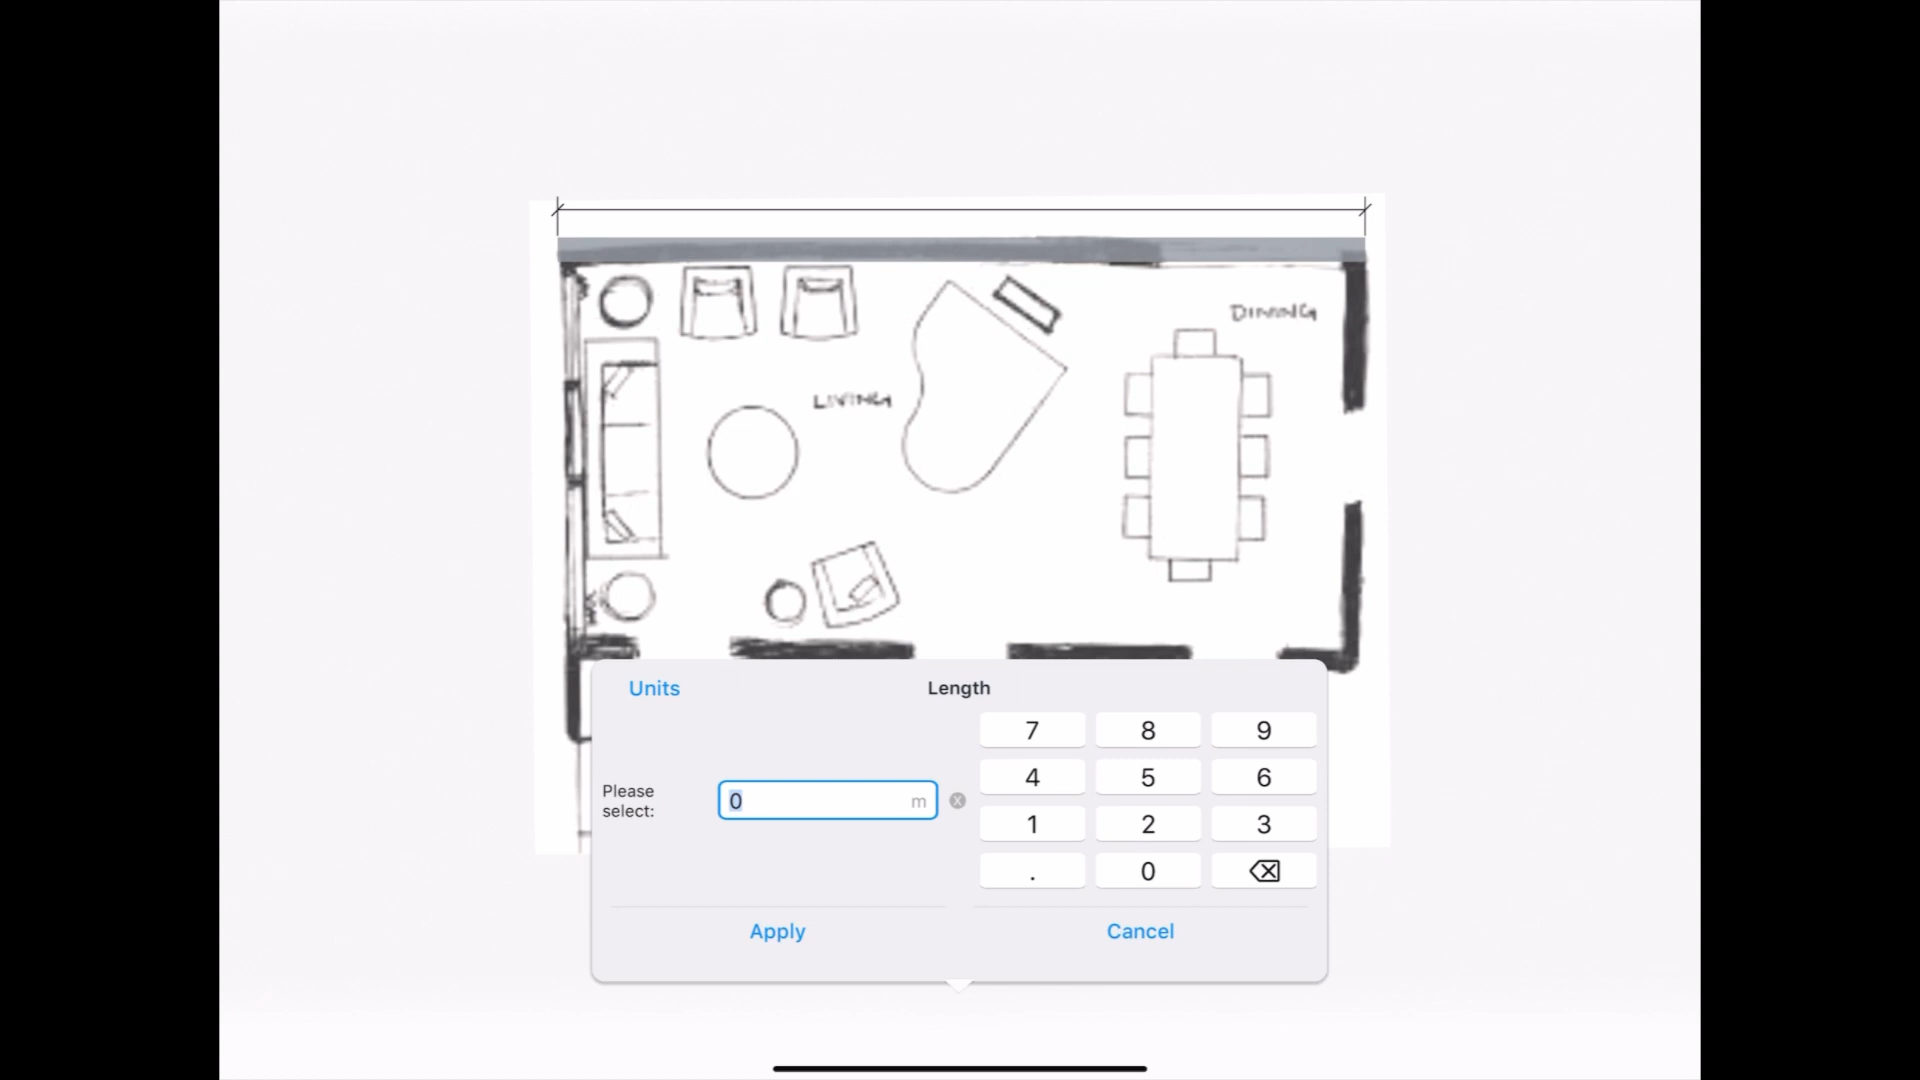 DINING
LIVING
Units
Length
7 8 9
Please
select:
0 m
4 5 6
1 2 3
. 0
Apply
Cancel